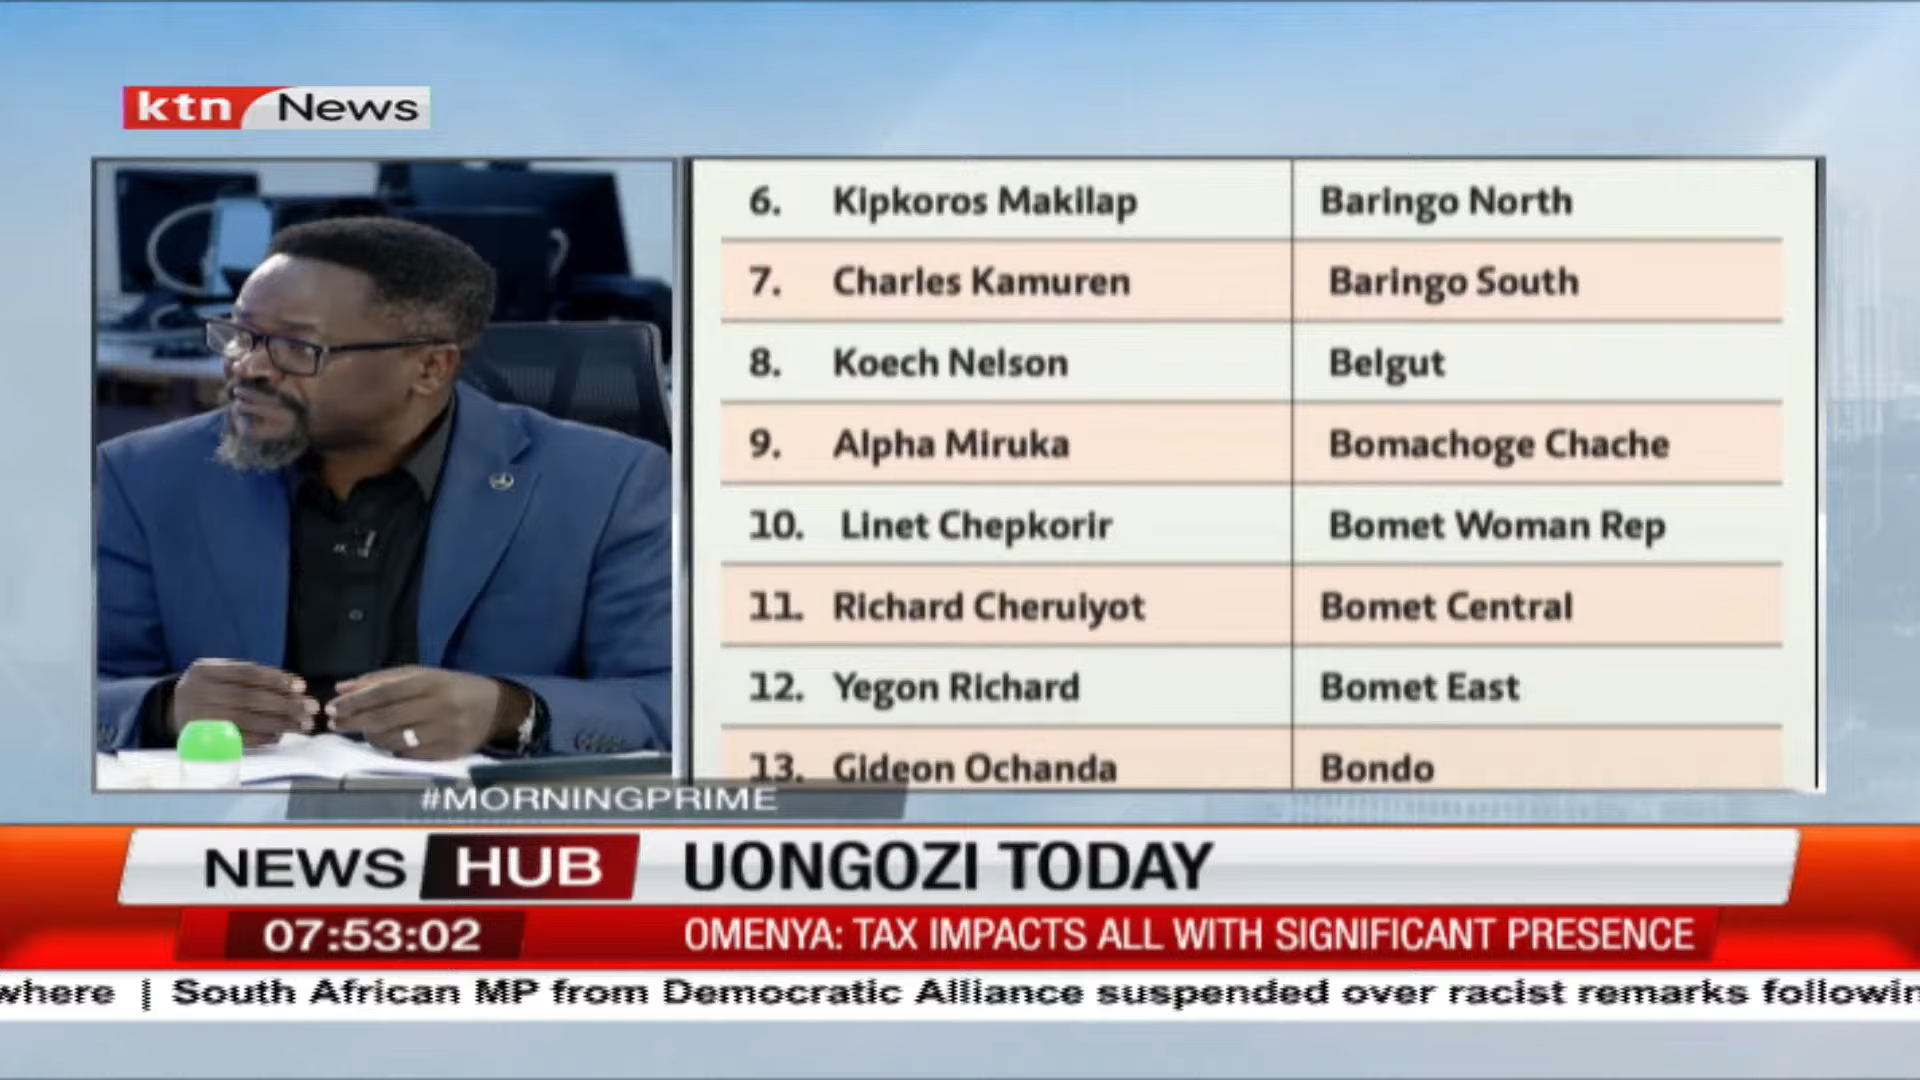 ktn News
6. Kipkoros Makilap Baringo North
7. Charles Kamuren Baringo South
8. Koech Nelson Belgut
9. Alpha Miruka Bomachoge Chache
10. Linet Chepkorir Bomet Woman Rep
11. Richard Cheruiyot Bomet Central
12. Yegon Richard Bomet East
13. Gideon Ochanda Bondo
#MORNINGPRIME
NEWS HUB UONGOZI TODAY
07:53:02 OMENYA: TAX IMPACTS ALL WITH SIGNIFICANT PRESENCE
where | South African MP from Democratic Alliance suspended over racist remarks followin